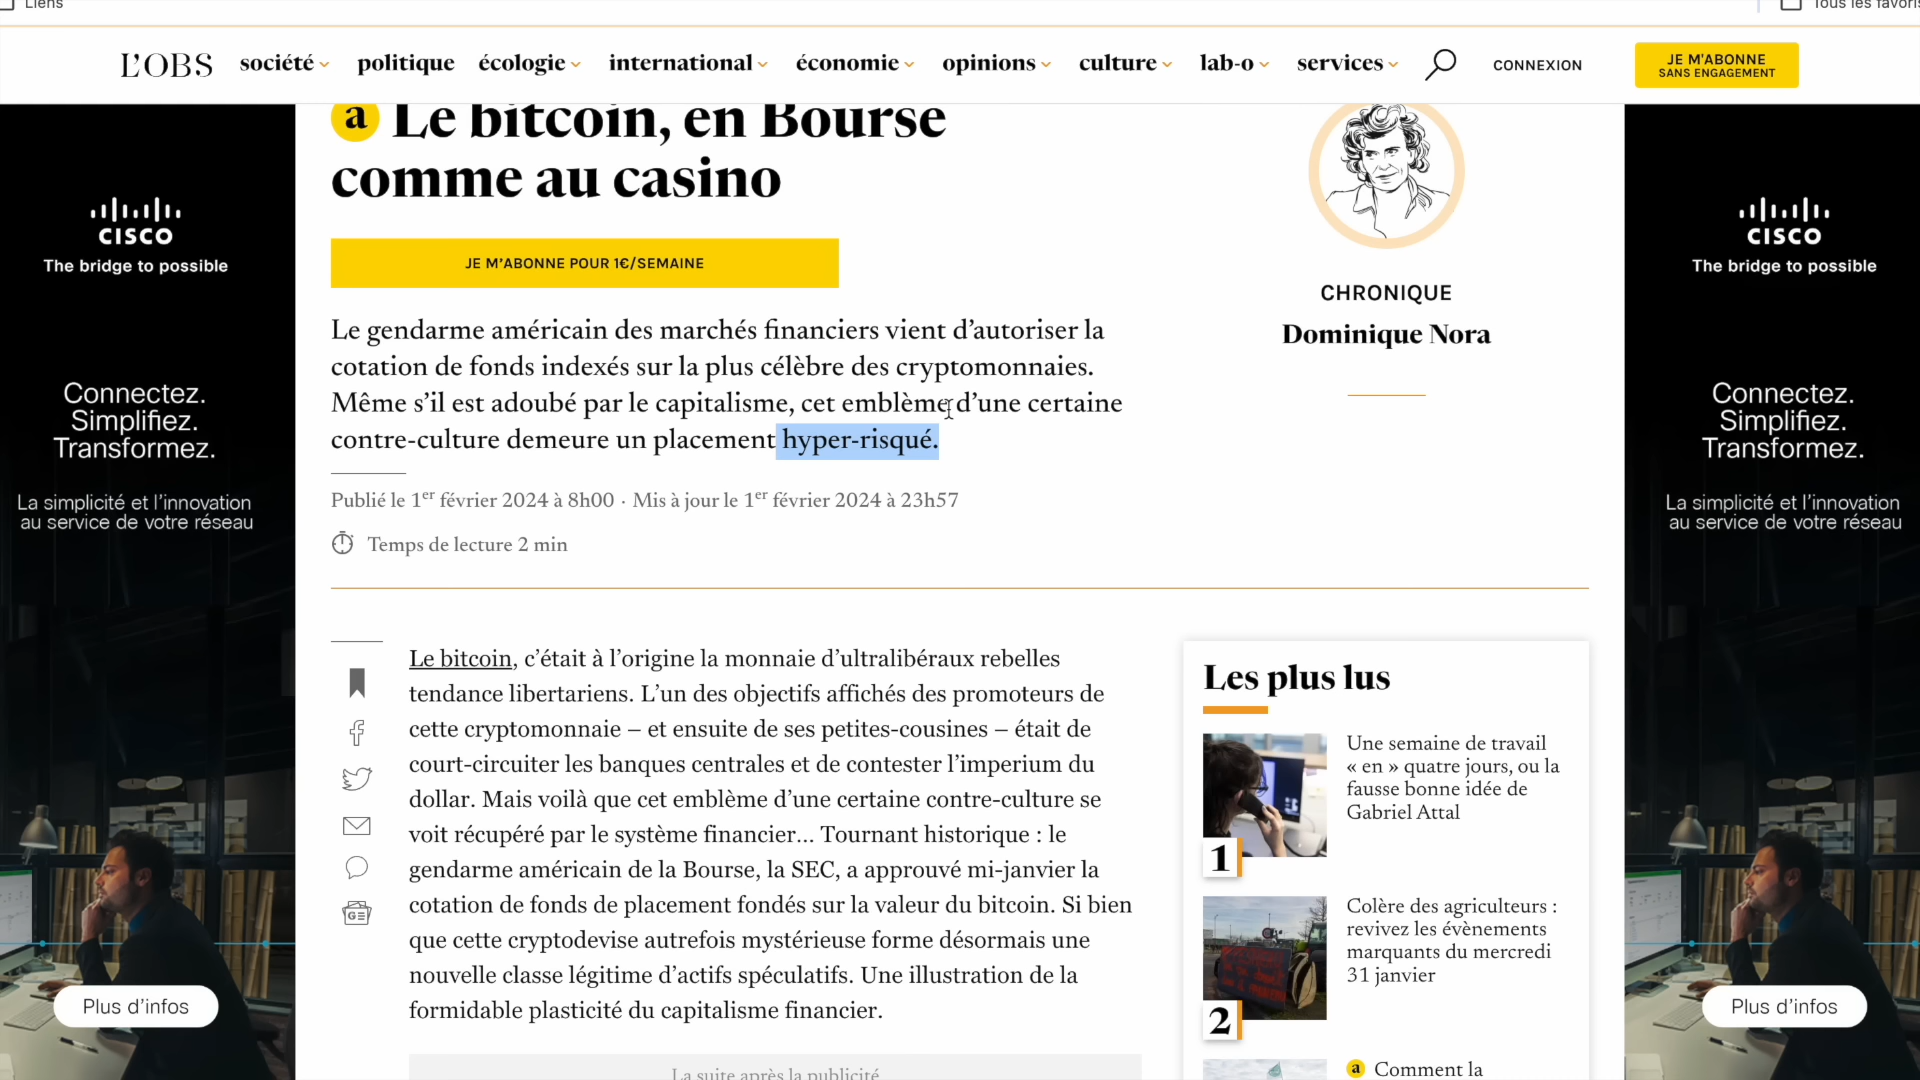 Liens
Tous les favoris
L'OBS
société
politique
écologie
international
économie
opinions
culture
lab-o
services
CONNEXION
JE M'ABONNE
SANS ENGAGEMENT
a Le bitcoin, en Bourse
comme au casino
JE M'ABONNE POUR 1€/SEMAINE
Le gendarme américain des marchés financiers vient d'autoriser la
cotation de fonds indexés sur la plus célèbre des cryptomonnaies.
Même s'il est adoubé par le capitalisme, cet emblème d'une certaine
contre-culture demeure un placement hyper-risqué.
Publié le 1er février 2024 à 8h00 · Mis à jour le 1er février 2024 à 23h57
Temps de lecture 2 min
CHRONIQUE
Dominique Nora
Le bitcoin, c'était à l'origine la monnaie d'ultralibéraux rebelles
tendance libertariens. L'un des objectifs affichés des promoteurs de
cette cryptomonnaie – et ensuite de ses petites-cousines – était de
court-circuiter les banques centrales et de contester l'imperium du
dollar. Mais voilà que cet emblème d'une certaine contre-culture se
voit récupéré par le système financier… Tournant historique : le
gendarme américain de la Bourse, la SEC, a approuvé mi-janvier la
cotation de fonds de placement fondés sur la valeur du bitcoin. Si bien
que cette cryptodevise autrefois mystérieuse forme désormais une
nouvelle classe légitime d'actifs spéculatifs. Une illustration de la
formidable plasticité du capitalisme financier.
La suite après la publicité
GE
Les plus lus
1
Une semaine de travail
« en » quatre jours, ou la
fausse bonne idée de
Gabriel Attal
2
Colère des agriculteurs :
revivez les évènements
marquants du mercredi
31 janvier
a Comment la
CISCO
The bridge to possible
Connectez.
Simplifiez.
Transformez.
La simplicité et l'innovation
au service de votre réseau
Plus d'infos
CISCO
The bridge to possible
Connectez.
Simplifiez.
Transformez.
La simplicité et l'innovation
au service de votre réseau
Plus d'infos